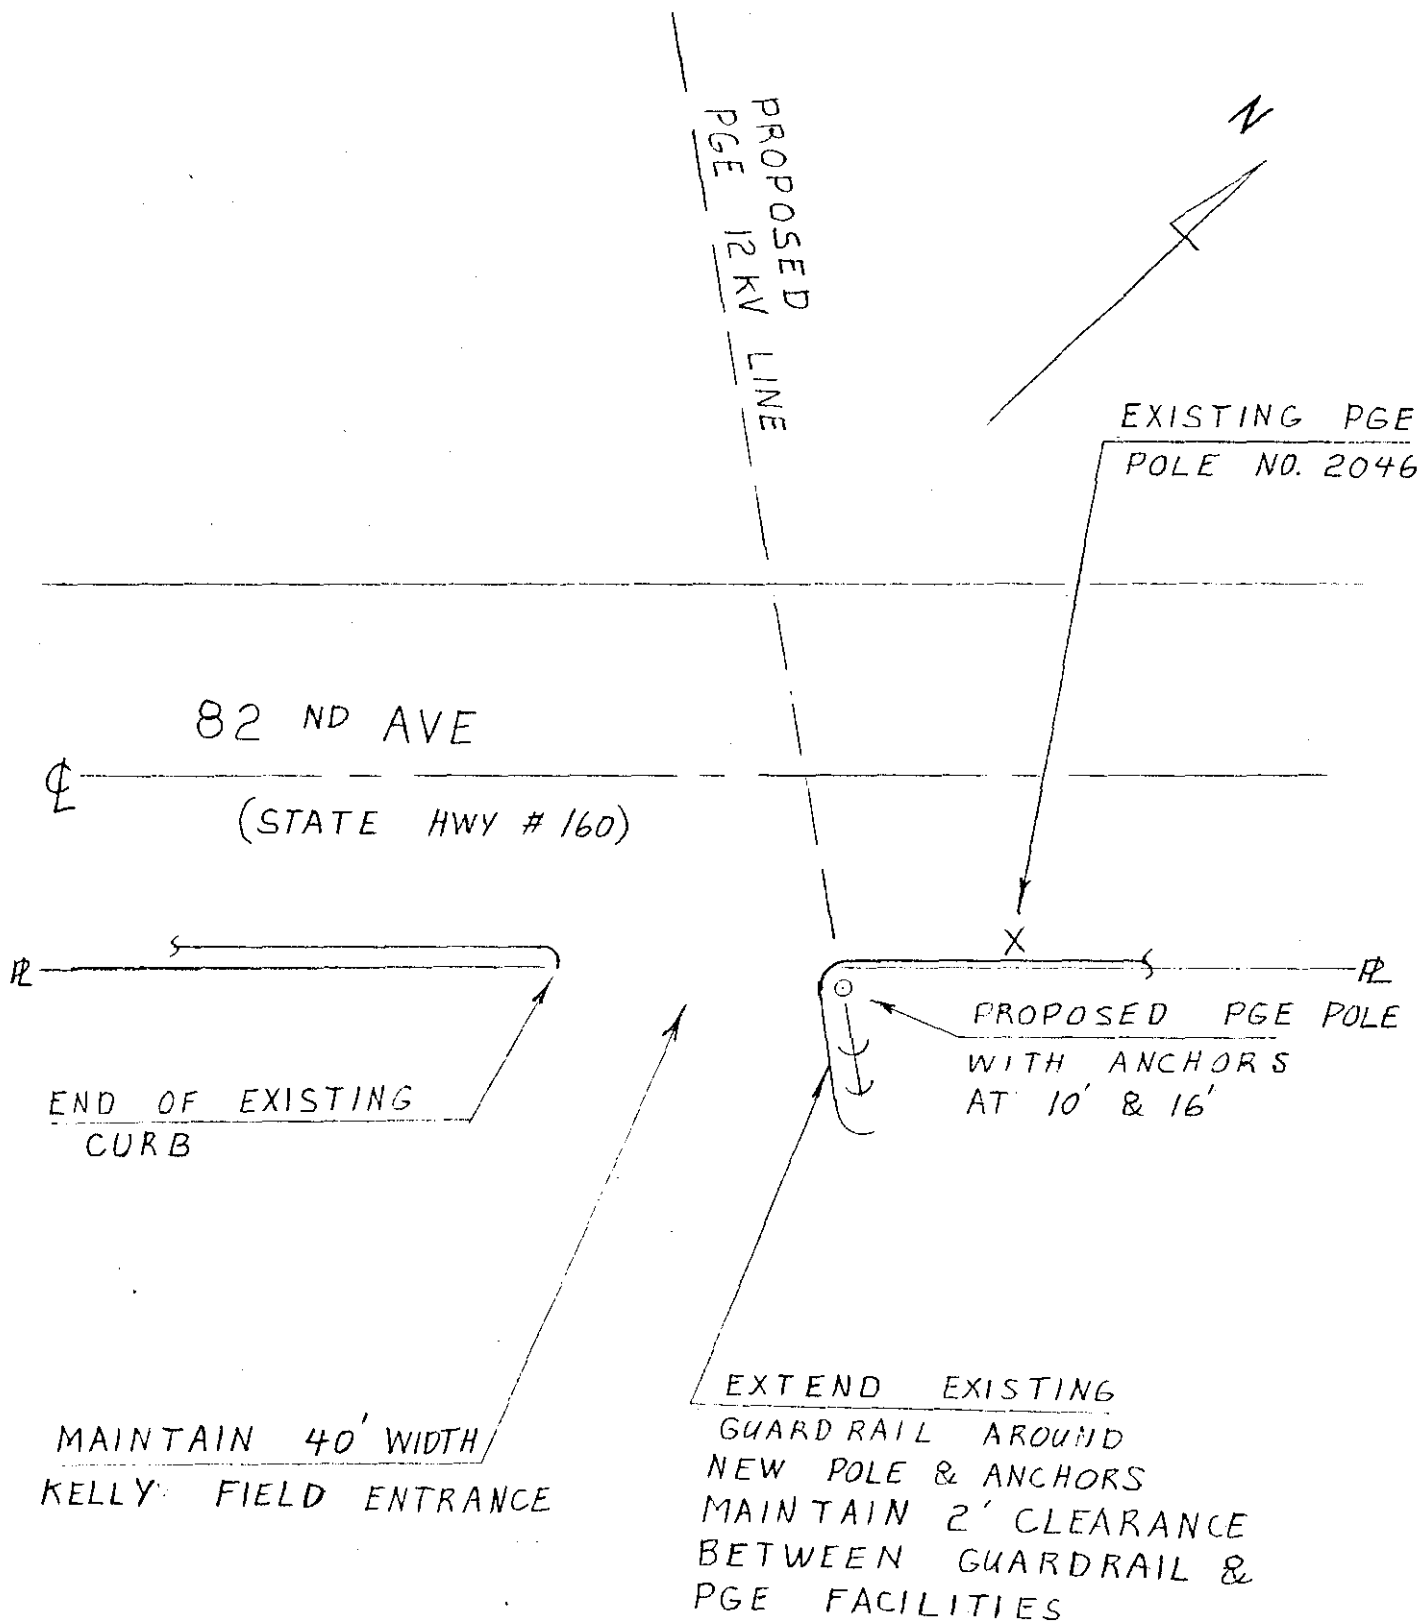 PROPOSED
PGE 12 KV LINE
N
EXISTING PGE
POLE NO. 2046
82 ND AVE
℄
(STATE HWY # 160)
PL
PL
PROPOSED PGE POLE
WITH ANCHORS
AT 10' & 16'
END OF EXISTING
CURB
MAINTAIN 40' WIDTH
KELLY FIELD ENTRANCE
EXTEND EXISTING
GUARDRAIL AROUND
NEW POLE & ANCHORS
MAINTAIN 2' CLEARANCE
BETWEEN GUARDRAIL &
PGE FACILITIES
X